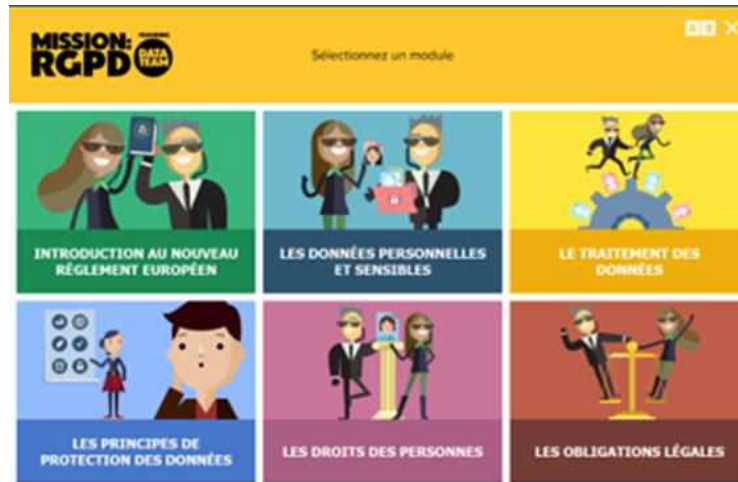 MISSION:
RGPD
DATA
TEAM
Sélectionnez un module
INTRODUCTION AU NOUVEAU
RÈGLEMENT EUROPÉEN
LES DONNÉES PERSONNELLES
ET SENSIBLES
LE TRAITEMENT DES
DONNÉES
LES PRINCIPES DE
PROTECTION DES DONNÉES
LES DROITS DES PERSONNES
LES OBLIGATIONS LÉGALES